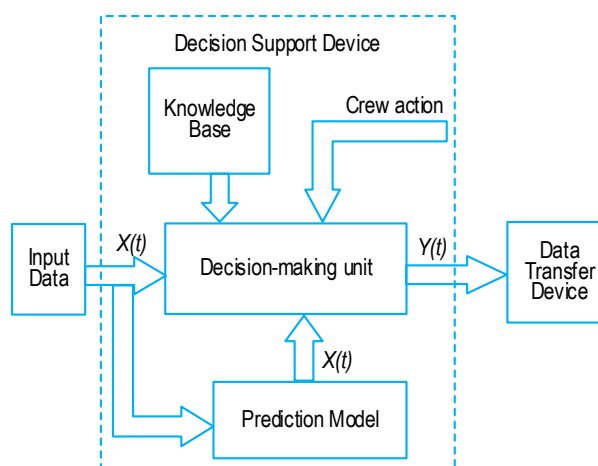 Decision Support Device
Knowledge
Base
Crew action
Input
Data
X(t)
Decision-making unit
Y(t)
Data
Transfer
Device
X(t)
Prediction Model